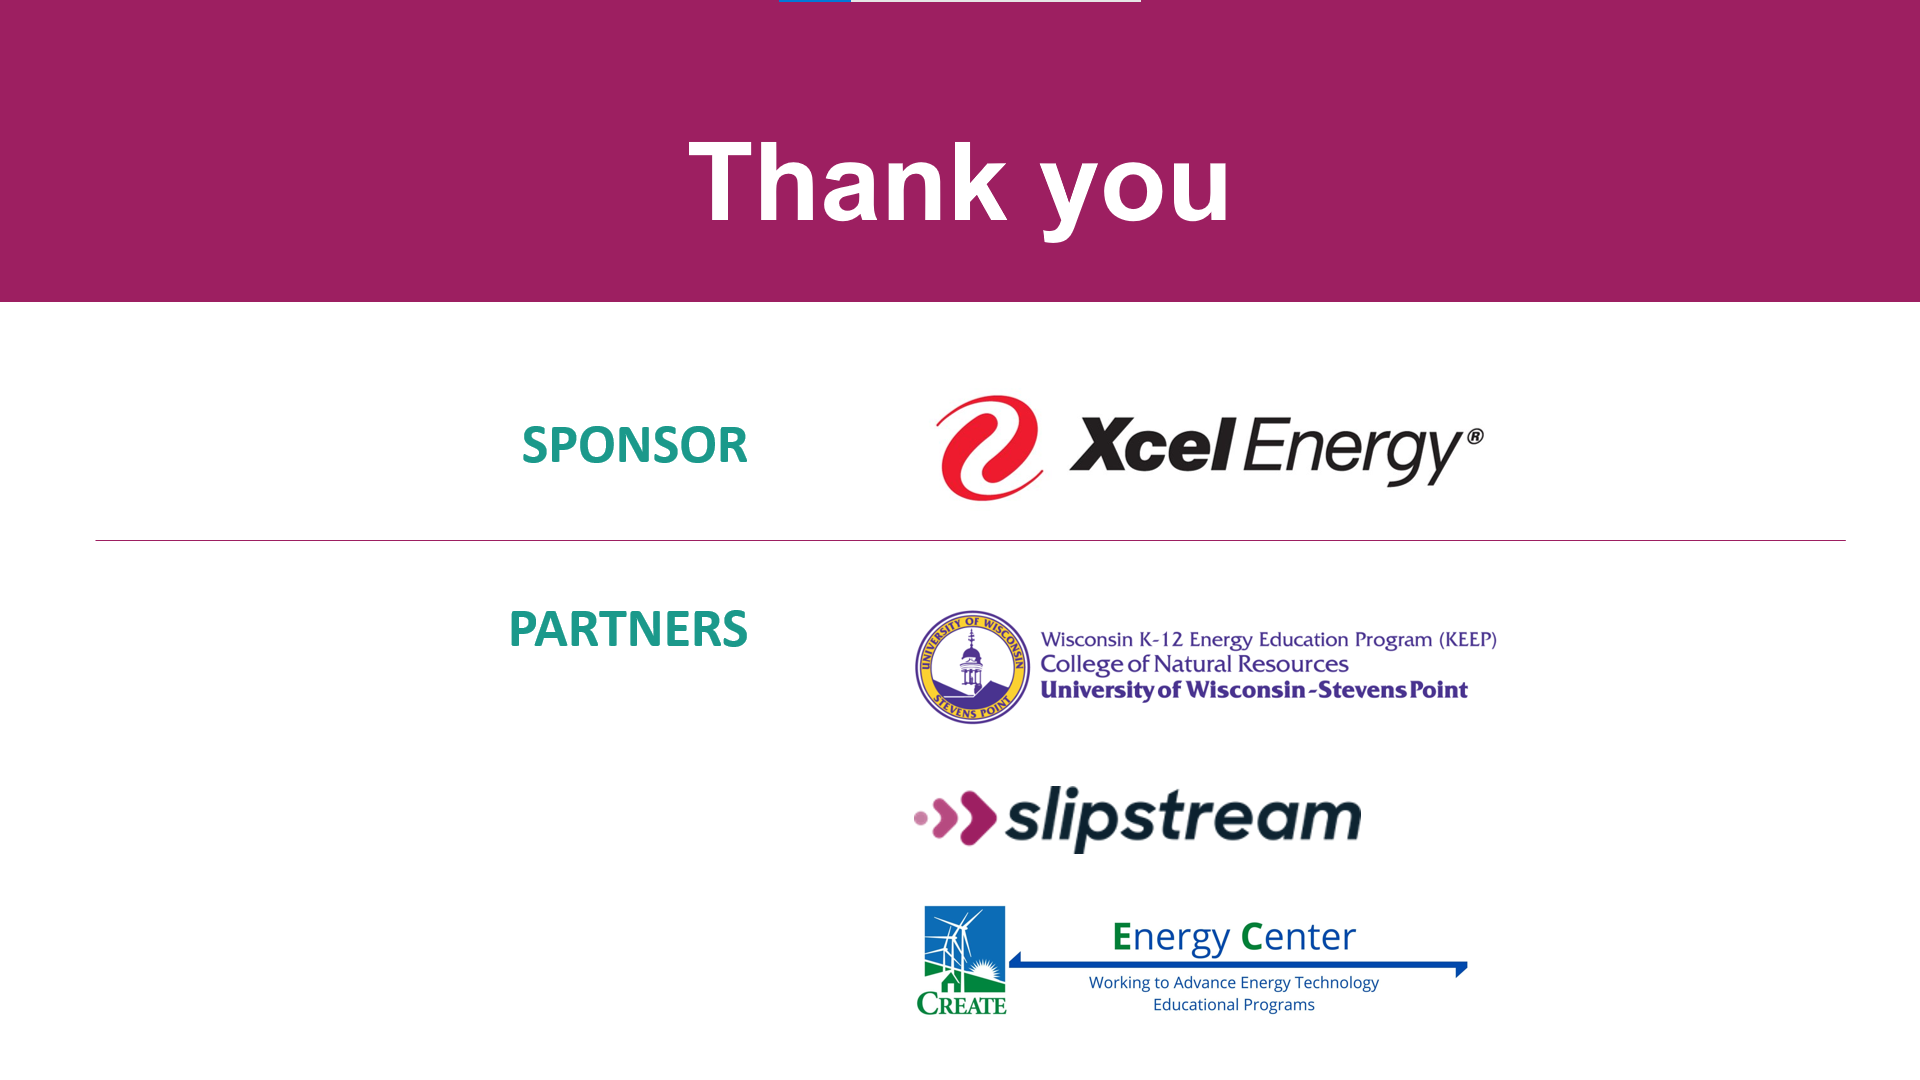 Thank you
SPONSOR
Xcel Energy®
PARTNERS
UNIVERSITY OF WISCONSIN
STEVENS POINT
Wisconsin K-12 Energy Education Program (KEEP)
College of Natural Resources
University of Wisconsin-Stevens Point
slipstream
CREATE
Energy Center
Working to Advance Energy Technology
Educational Programs